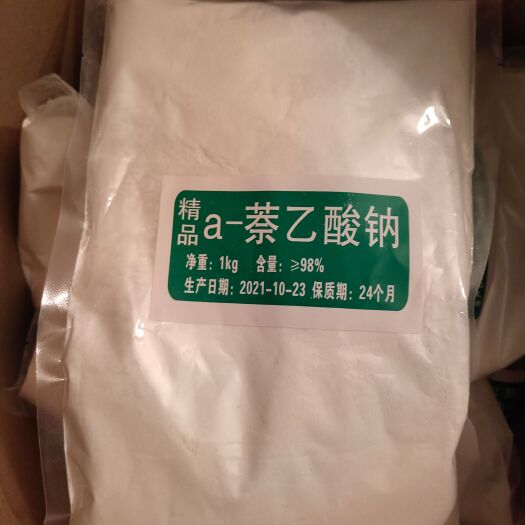 精品 a-萘乙酸钠
净重：1kg 含量：≥98%
生产日期：2021-10-23 保质期：24个月